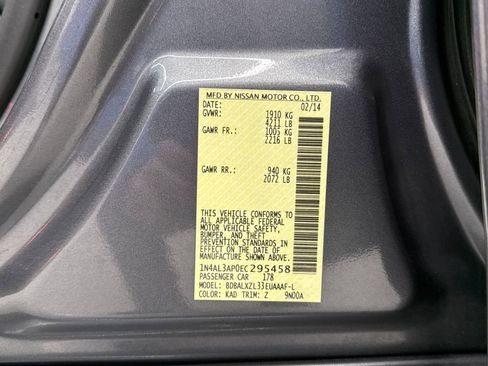 MFD BY NISSAN MOTOR CO., LTD.
DATE: 02/14
GVWR: 1910 KG
4211 LB
GAWR FR.: 1005 KG
2216 LB
GAWR RR.: 940 KG
2072 LB
THIS VEHICLE CONFORMS TO
ALL APPLICABLE FEDERAL
MOTOR VEHICLE SAFETY,
BUMPER, AND THEFT
PREVENTION STANDARDS
IN EFFECT ON THE DATE OF
MANUFACTURE SHOWN ABOVE.
1N4AL3AP0EC295458
PASSENGER CAR 178
MODEL: BDBALXZL33EUAAAF-L
COLOR: KAD TRIM: Z 9N00A